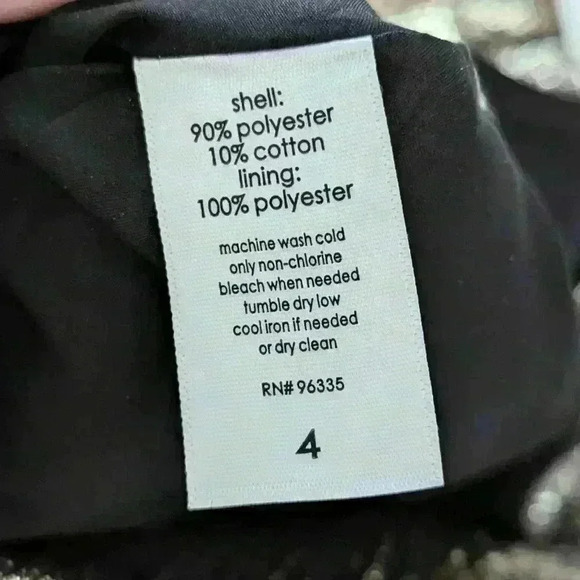 shell:
90% polyester
10% cotton
lining:
100% polyester
machine wash cold
only non-chlorine
bleach when needed
tumble dry low
cool iron if needed
or dry clean
RN# 96335
4